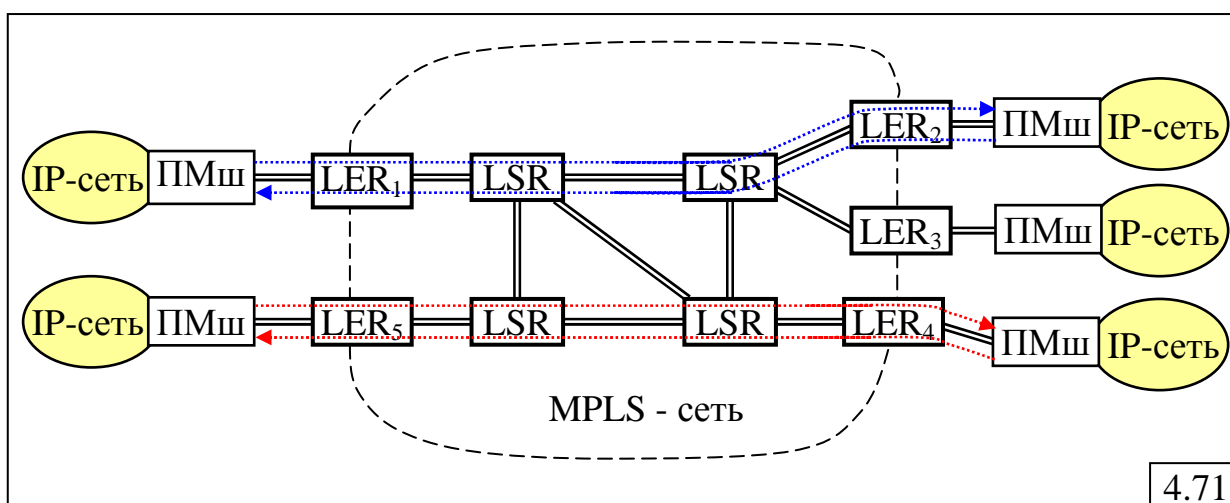 LER₂ ПМш IP-сеть
IP-сеть ПМш LER₁ LSR LSR
LER₃ ПМш IP-сеть
IP-сеть ПМш LER₅ LSR LSR LER₄ ПМш IP-сеть
MPLS - сеть
4.71